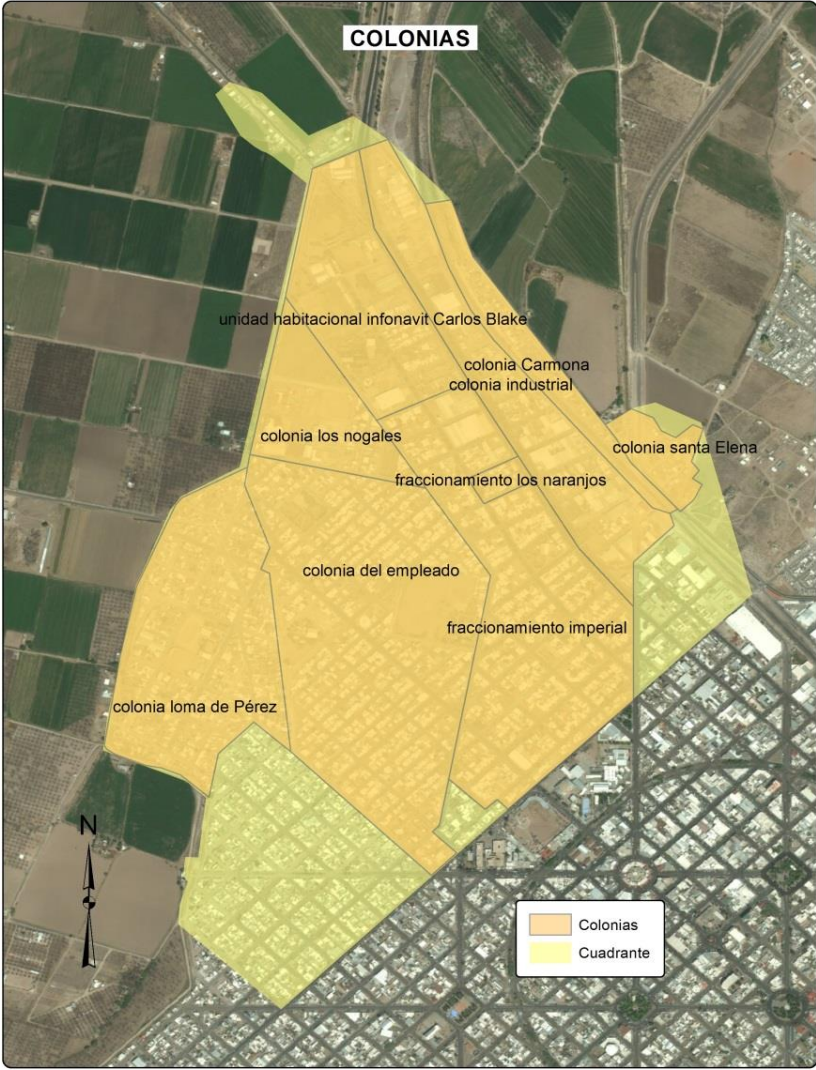 COLONIAS
unidad habitacional infonavit Carlos Blake
colonia Carmona
colonia industrial
colonia los nogales
colonia santa Elena
fraccionamiento los naranjos
colonia del empleado
fraccionamiento imperial
colonia loma de Pérez
N
Colonias
Cuadrante